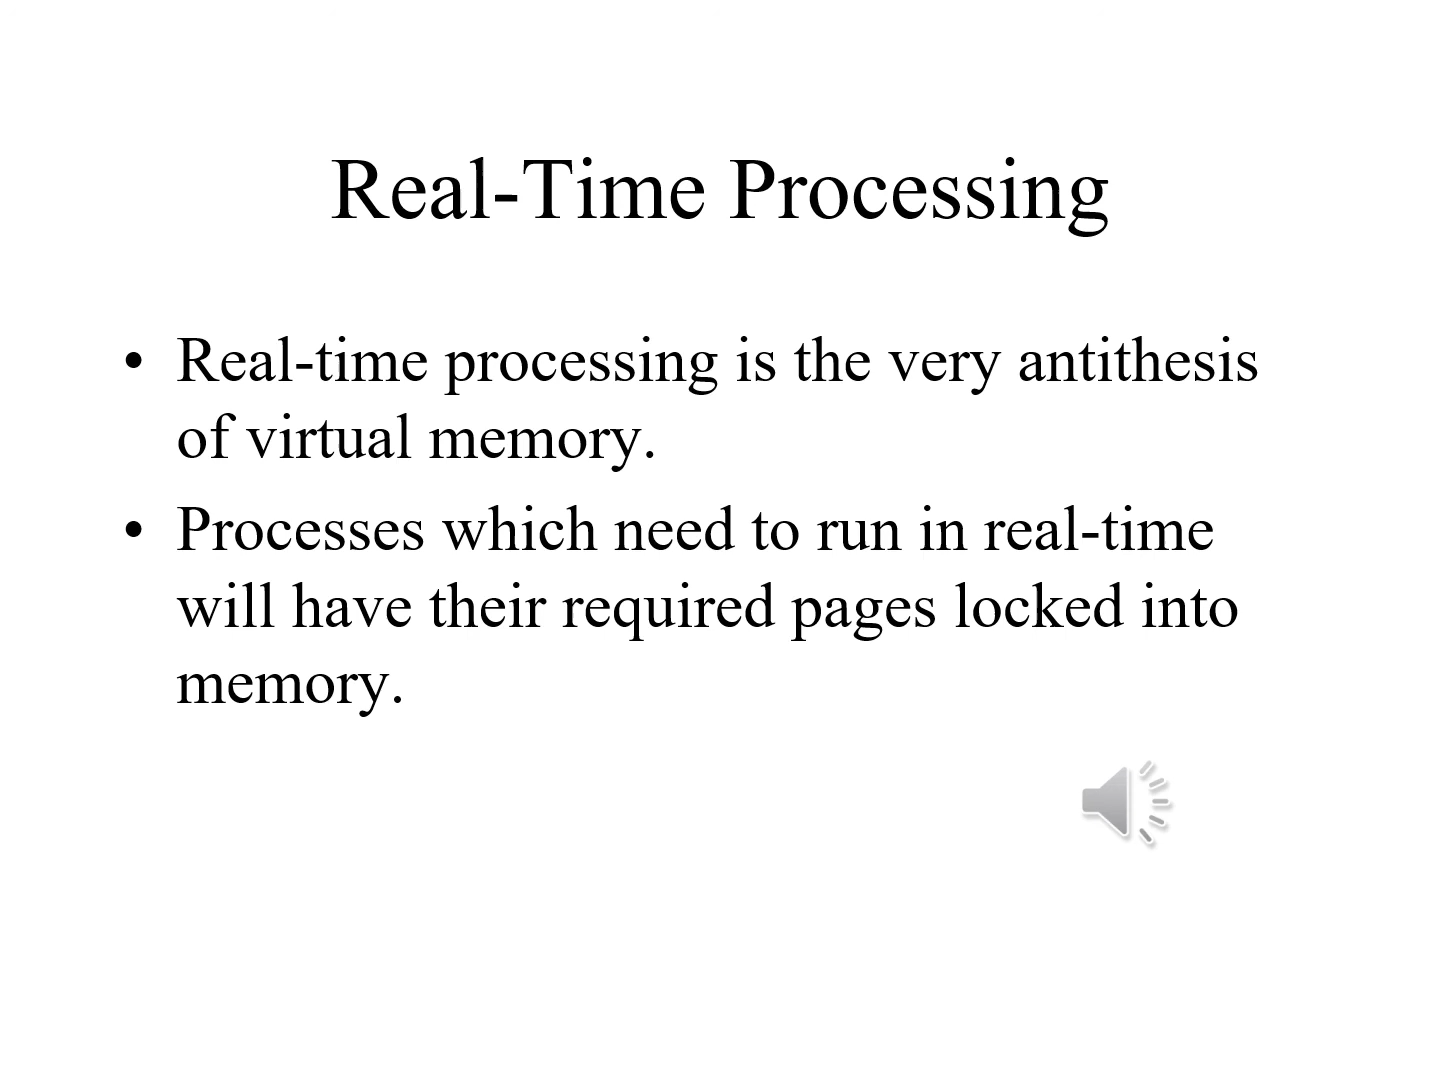 Real-Time Processing
• Real-time processing is the very antithesis
of virtual memory.
• Processes which need to run in real-time
will have their required pages locked into
memory.